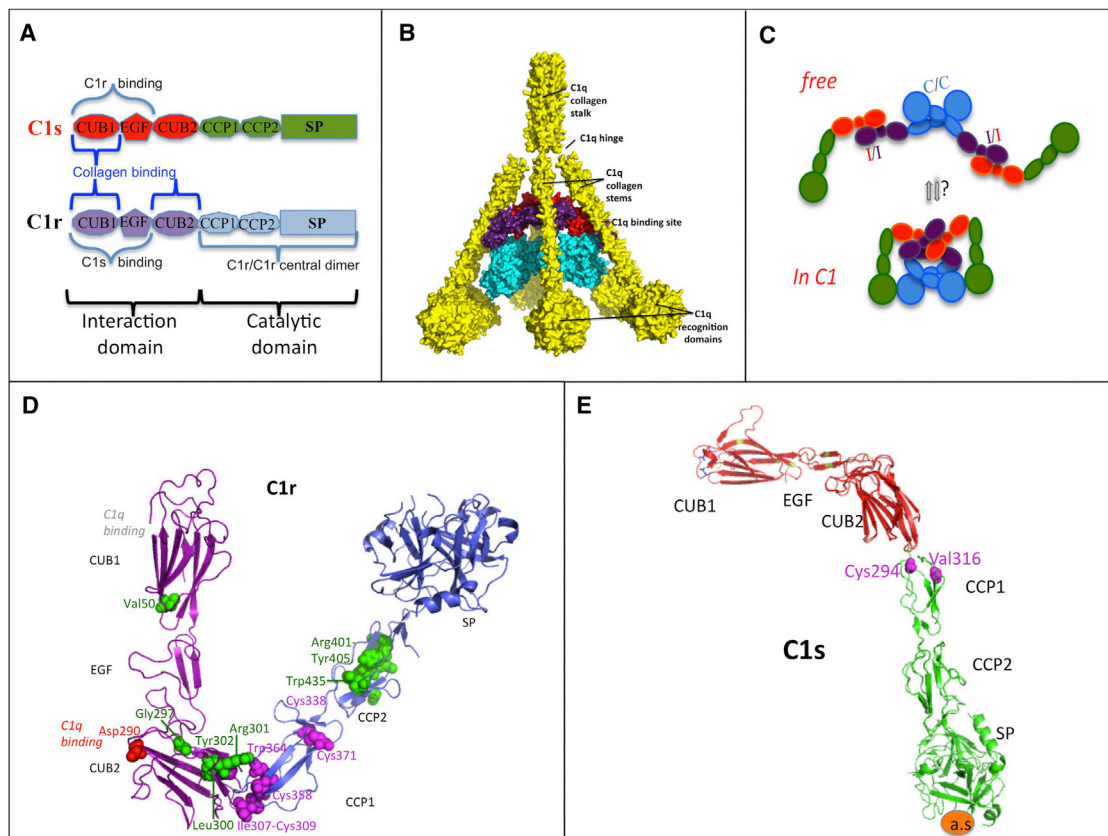 A
C1r binding
C1s
CUB1
EGF
CUB2
CCP1
CCP2
SP
Collagen binding
C1r
CUB1
EGF
CUB2
CCP1
CCP2
SP
C1s binding
C1r/C1r central dimer
Interaction
domain
Catalytic
domain
B
C1q
collagen
stalk
C1q hinge
C1q
collagen
stems
C1q binding site
C1q
recognition
domains
C
free
C/C
I/I
I/I
?
In C1
D
C1r
C1q
binding
CUB1
Val50
SP
Arg401
Tyr405
EGF
Trp435
Cys338
Gly297
CCP2
C1q
binding
Asp290
Tyr302
Arg301
Trp364
Cys371
CUB2
Cys358
CCP1
Leu300
Ile307-Cys309
E
CUB1
EGF
CUB2
Cys294
Val316
CCP1
C1s
CCP2
SP
a.s